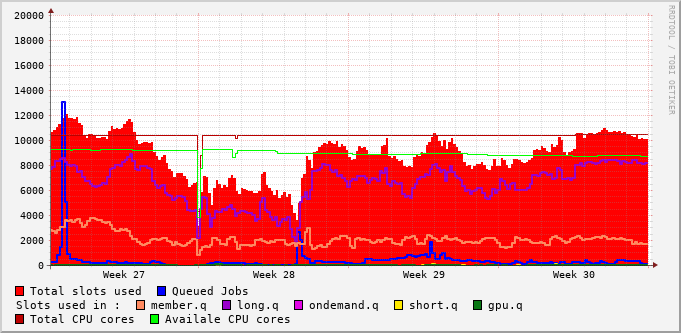 20000
18000
16000
14000
12000
10000
8000
6000
4000
2000
0
Week 27 Week 28 Week 29 Week 30
RRDTOOL / TOBI OETIKER
Total slots used Queued Jobs
Slots used in : member.q long.q ondemand.q short.q gpu.q
Total CPU cores Availale CPU cores